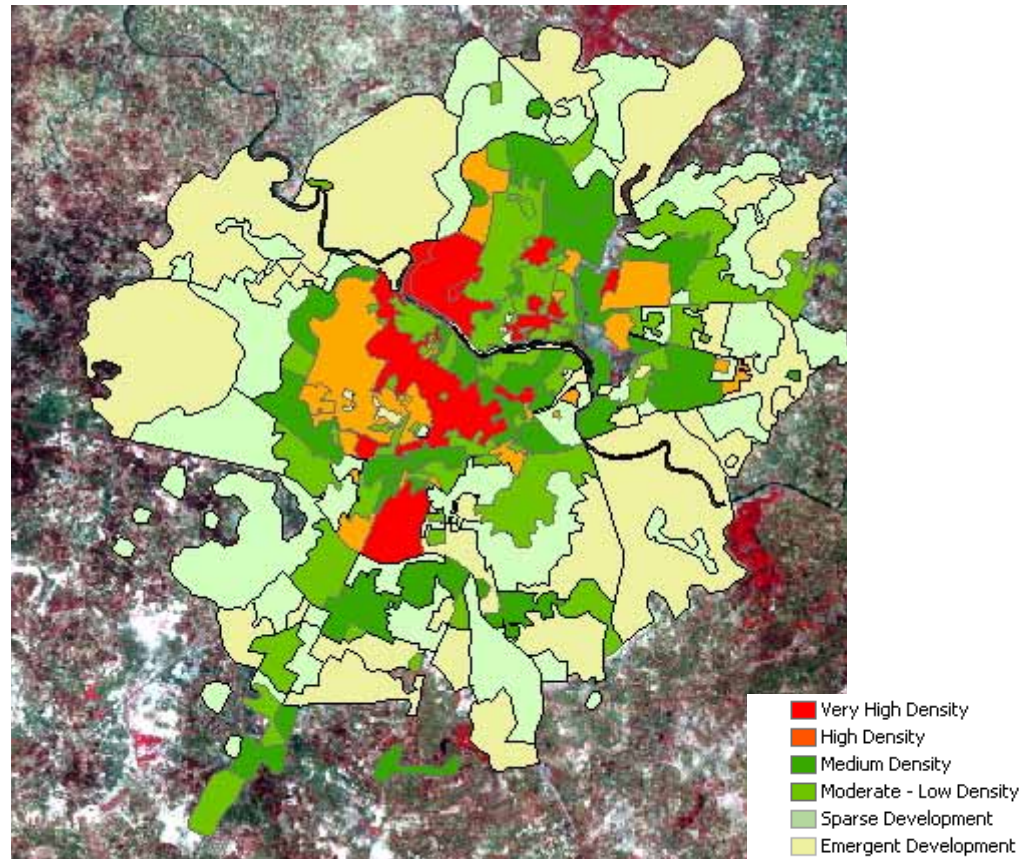 Very High Density
High Density
Medium Density
Moderate - Low Density
Sparse Development
Emergent Development